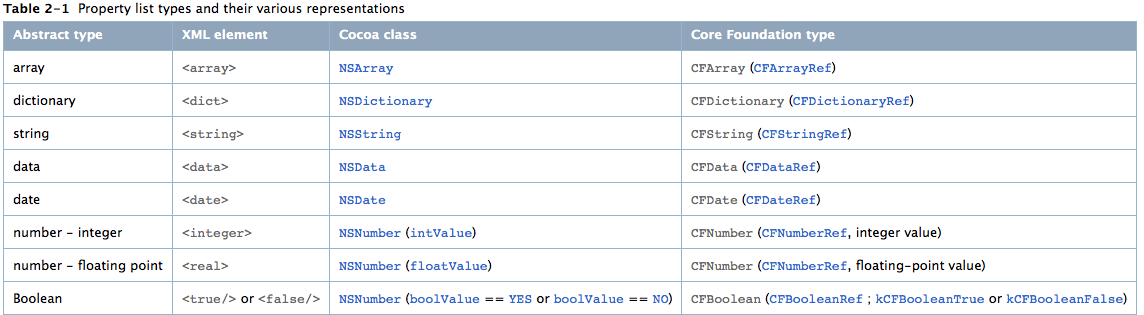 Table 2-1 Property list types and their various representations
Abstract type XML element Cocoa class Core Foundation type
array <array> NSArray CFArray (CFArrayRef)
dictionary <dict> NSDictionary CFDictionary (CFDictionaryRef)
string <string> NSString CFString (CFStringRef)
data <data> NSData CFData (CFDataRef)
date <date> NSDate CFDate (CFDateRef)
number - integer <integer> NSNumber (intValue) CFNumber (CFNumberRef, integer value)
number - floating point <real> NSNumber (floatValue) CFNumber (CFNumberRef, floating-point value)
Boolean <true/> or <false/> NSNumber (boolValue == YES or boolValue == NO) CFBoolean (CFBooleanRef ; kCFBooleanTrue or kCFBooleanFalse)